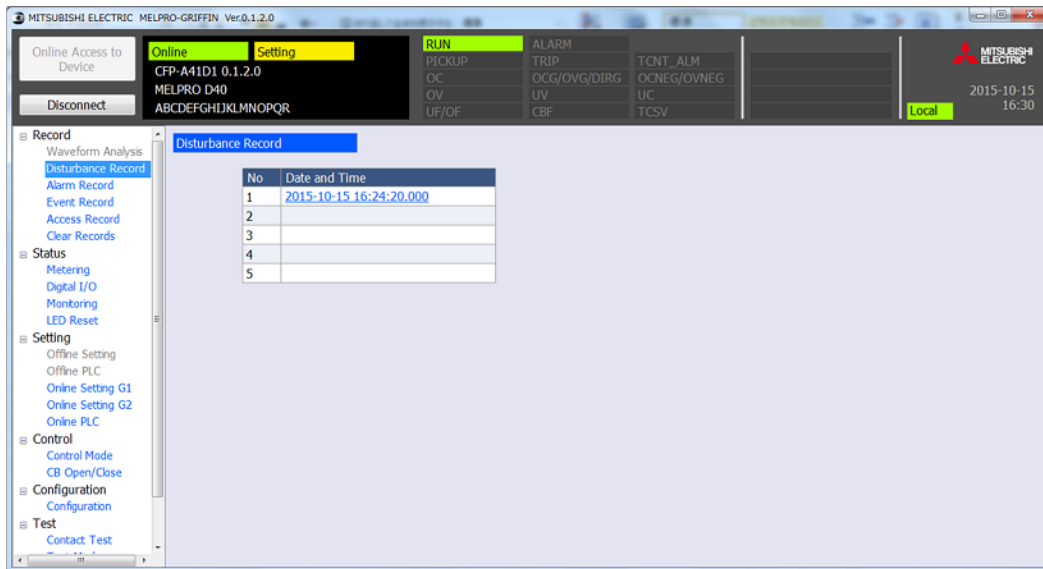 MITSUBISHI ELECTRIC MELPRO-GRIFFIN Ver.0.1.2.0
Online Access to
Device
Disconnect
Online Setting
CFP-A41D1 0.1.2.0
MELPRO D40
ABCDEFGHIJKLMNOPQR
RUN ALARM
PICKUP TRIP TCNT_ALM
OC OCG/OVG/DIRG OCNEG/OVNEG
OV UV UC
UF/OF CBF TCSV
MITSUBISHI
ELECTRIC
2015-10-15
16:30
Local
Record
Waveform Analysis
Disturbance Record
Alarm Record
Event Record
Access Record
Clear Records
Status
Metering
Digital I/O
Monitoring
LED Reset
Setting
Offline Setting
Offline PLC
Online Setting G1
Online Setting G2
Online PLC
Control
Control Mode
CB Open/Close
Configuration
Configuration
Test
Contact Test
Disturbance Record
No Date and Time
1 2015-10-15 16:24:20.000
2
3
4
5